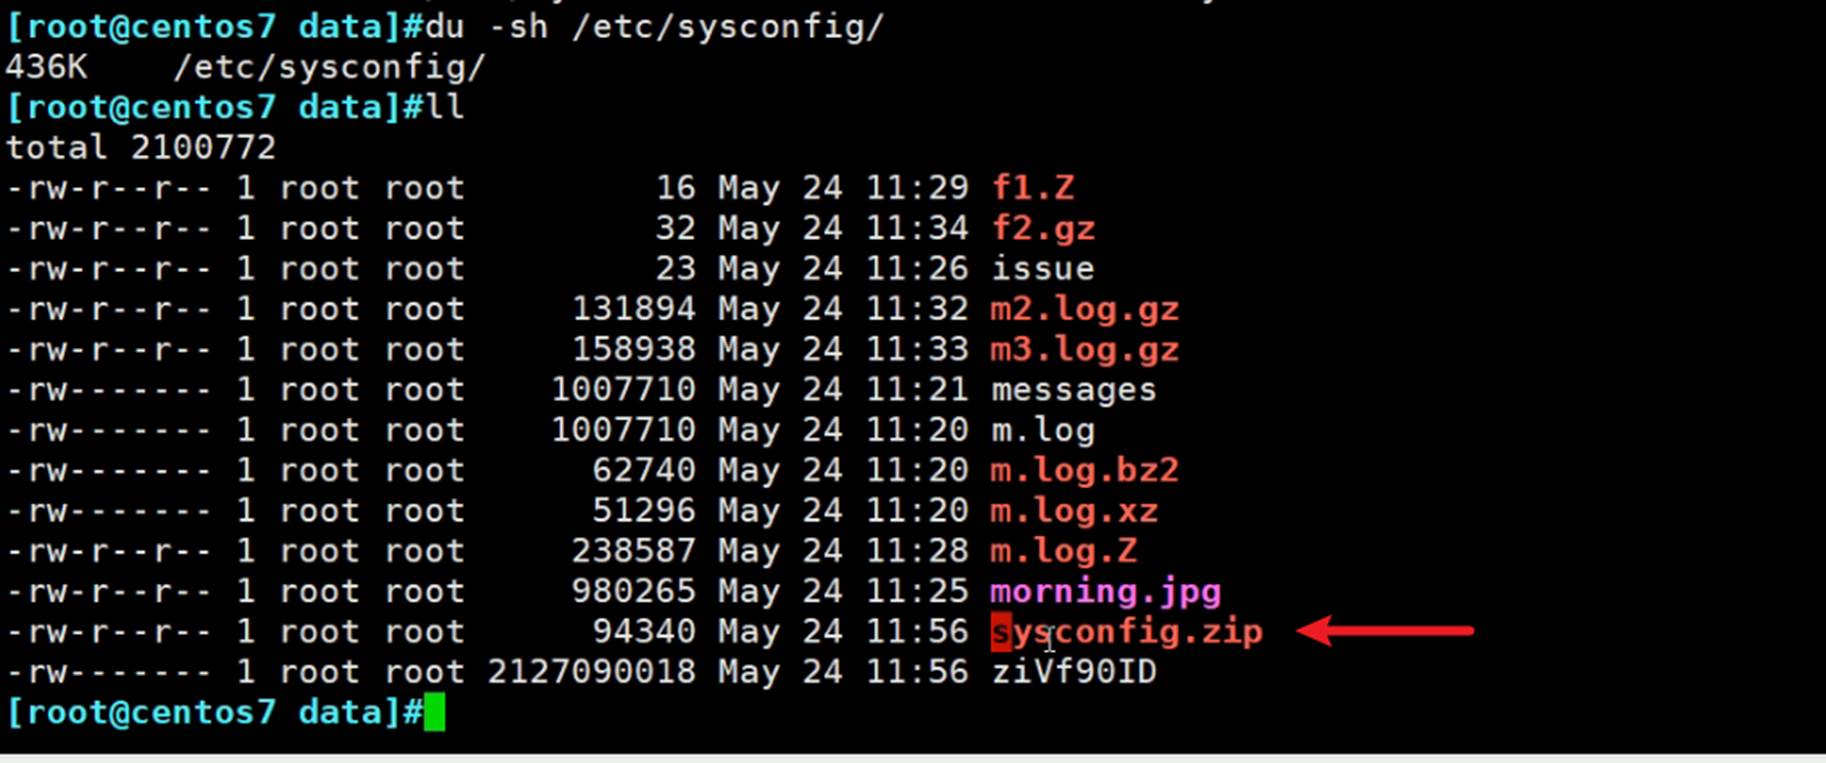 [root@centos7 data]#du -sh /etc/sysconfig/
436K    /etc/sysconfig/
[root@centos7 data]#ll
total 2100772
-rw-r--r-- 1 root root         16 May 24 11:29 f1.Z
-rw-r--r-- 1 root root         32 May 24 11:34 f2.gz
-rw-r--r-- 1 root root         23 May 24 11:26 issue
-rw-r--r-- 1 root root     131894 May 24 11:32 m2.log.gz
-rw-r--r-- 1 root root     158938 May 24 11:33 m3.log.gz
-rw------- 1 root root    1007710 May 24 11:21 messages
-rw------- 1 root root    1007710 May 24 11:20 m.log
-rw------- 1 root root      62740 May 24 11:20 m.log.bz2
-rw------- 1 root root      51296 May 24 11:20 m.log.xz
-rw-r--r-- 1 root root     238587 May 24 11:28 m.log.Z
-rw-r--r-- 1 root root     980265 May 24 11:25 morning.jpg
-rw-r--r-- 1 root root      94340 May 24 11:56 sysconfig.zip
-rw------- 1 root root 2127090018 May 24 11:56 ziVf90ID
[root@centos7 data]#